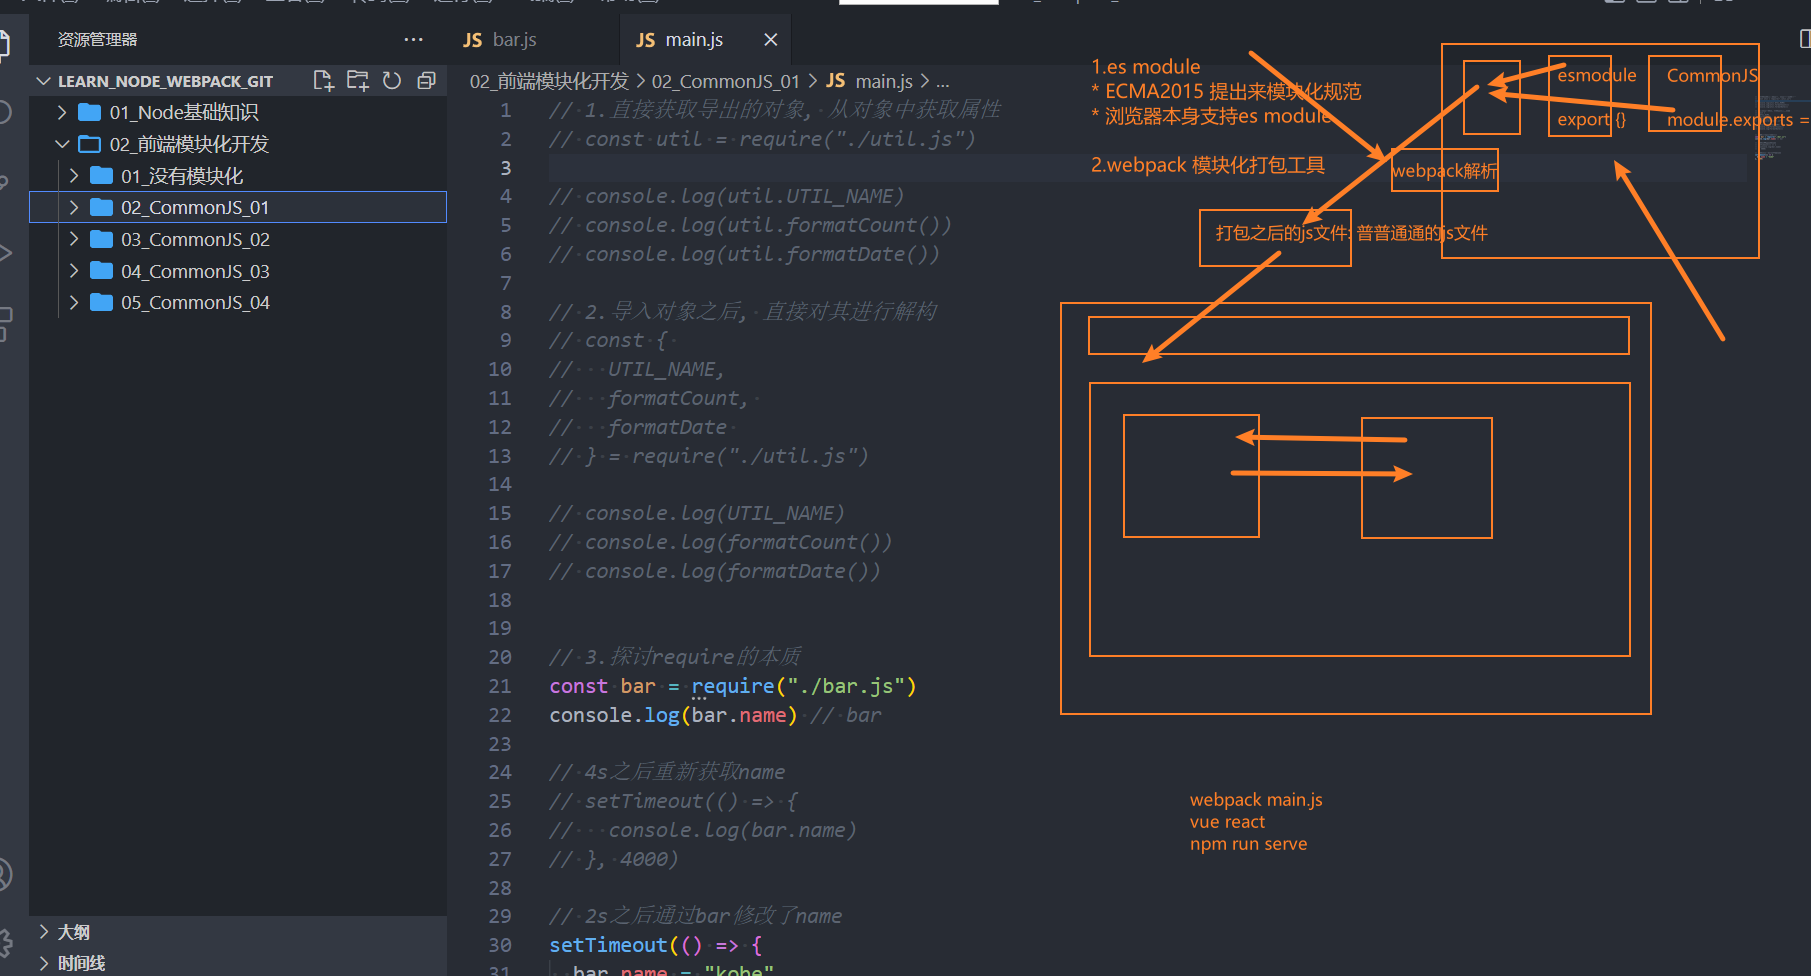 资源管理器
LEARN_NODE_WEBPACK_GIT
01_Node基础知识
02_前端模块化开发
01_没有模块化
02_CommonJS_01
03_CommonJS_02
04_CommonJS_03
05_CommonJS_04
大纲
时间线
JS bar.js
JS main.js
02_前端模块化开发 > 02_CommonJS_01 > JS main.js > ...
1 // 1.直接获取导出的对象, 从对象中获取属性
2 // const util = require("./util.js")
3
4 // console.log(util.UTIL_NAME)
5 // console.log(util.formatCount())
6 // console.log(util.formatDate())
7
8 // 2.导入对象之后, 直接对其进行解构
9 // const {
10 //   UTIL_NAME,
11 //   formatCount,
12 //   formatDate
13 // } = require("./util.js")
14
15 // console.log(UTIL_NAME)
16 // console.log(formatCount())
17 // console.log(formatDate())
18
19
20 // 3.探讨require的本质
21 const bar = require("./bar.js")
22 console.log(bar.name) // bar
23
24 // 4s之后重新获取name
25 // setTimeout(() => {
26 //   console.log(bar.name)
27 // }, 4000)
28
29 // 2s之后通过bar修改了name
30 setTimeout(() => {
31   bar.name = "kobe"
1.es module
* ECMA2015 提出来模块化规范
* 浏览器本身支持es module
2.webpack 模块化打包工具
esmodule
export {}
CommonJS
module.exports =
webpack解析
打包之后的js文件: 普普通通的js文件
webpack main.js
vue react
npm run serve